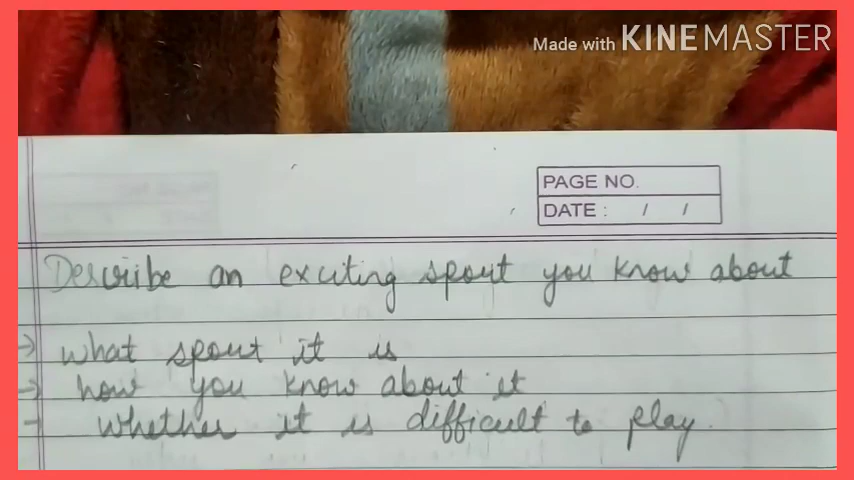 Made with KINEMASTER
PAGE NO.
DATE : / /
Describe an exciting sport you know about
→ what sport it is
→ how you know about it
→ whether it is difficult to play.